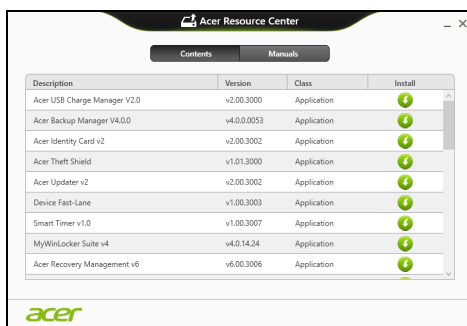 Acer Resource Center
Contents Manuals
Description Version Class Install
Acer USB Charge Manager V2.0 v2.00.3000 Application
Acer Backup Manager V4.0.0 v4.0.0.0053 Application
Acer Identity Card v2 v2.00.3002 Application
Acer Theft Shield v1.01.3000 Application
Acer Updater v2 v2.00.3002 Application
Device Fast-Lane v1.00.3003 Application
Smart Timer v1.0 v1.00.3007 Application
MyWinLocker Suite v4 v4.0.14.24 Application
Acer Recovery Management v6 v6.00.3006 Application
acer